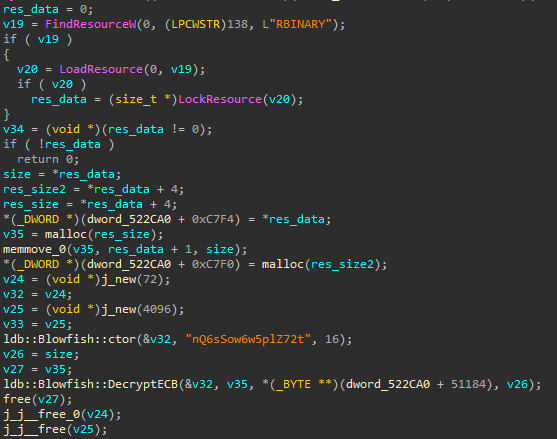 res_data = 0;
v19 = FindResourceW(0, (LPCWSTR)138, L"RBINARY");
if ( v19 )
{
v20 = LoadResource(0, v19);
if ( v20 )
res_data = (size_t *)LockResource(v20);
}
v34 = (void *)(res_data != 0);
if ( !res_data )
return 0;
size = *res_data;
res_size2 = *res_data + 4;
res_size = *res_data + 4;
*(_DWORD *)(dword_522CA0 + 0xC7F4) = *res_data;
v35 = malloc(res_size);
memmove_0(v35, res_data + 1, size);
*(_DWORD *)(dword_522CA0 + 0xC7F0) = malloc(res_size2);
v24 = (void *)j_new(72);
v32 = v24;
v25 = (void *)j_new(4096);
v33 = v25;
ldb::Blowfish::ctor(&v32, "nQ6sSow6w5plZ72t", 16);
v26 = size;
v27 = v35;
ldb::Blowfish::DecryptECB(&v32, v35, *(_BYTE **)(dword_522CA0 + 51184), v26);
free(v27);
j_j__free_0(v24);
j_j__free(v25);